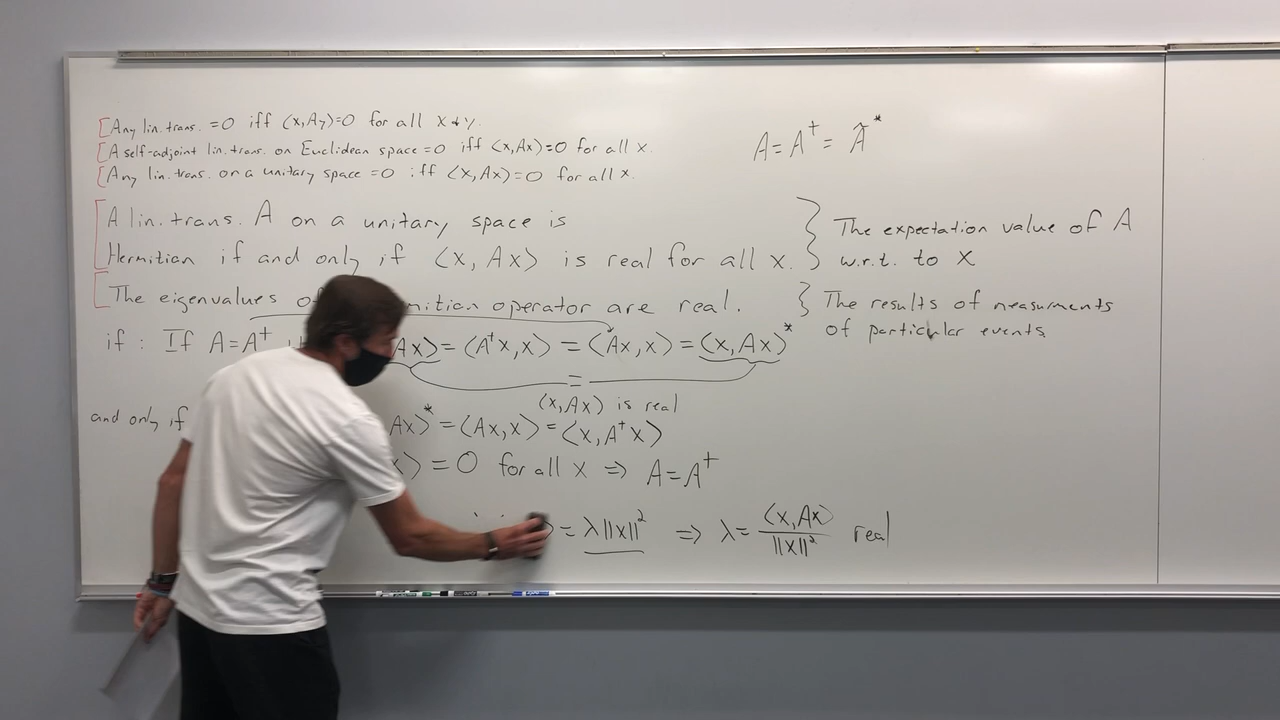 [Any lin. trans. = 0 iff ⟨x, Ay⟩=0 for all x & y.
[A self-adjoint lin. trans. on Euclidean space = 0 iff ⟨x, Ax⟩=0 for all x.
[Any lin. trans. on a unitary space = 0 iff ⟨x, Ax⟩=0 for all x.
A = A† = Ã*
[A lin. trans. A on a unitary space is
Hermitian if and only if ⟨x, Ax⟩ is real for all x.
} The expectation value of A
w.r.t. to x
[The eigenvalues of operator are real.
} The results of measurments
of particular events
if : If A=A† Ax⟩ = ⟨A†x, x⟩ = ⟨Ax, x⟩ = ⟨x, Ax⟩*
=
⟨x, Ax⟩ is real
and only if Ax⟩* = ⟨Ax, x⟩ = ⟨x, A†x⟩
⟩ = 0 for all x ⇒ A = A†
⟩ = λ||x||² ⇒ λ = ⟨x, Ax⟩ / ||x||² real